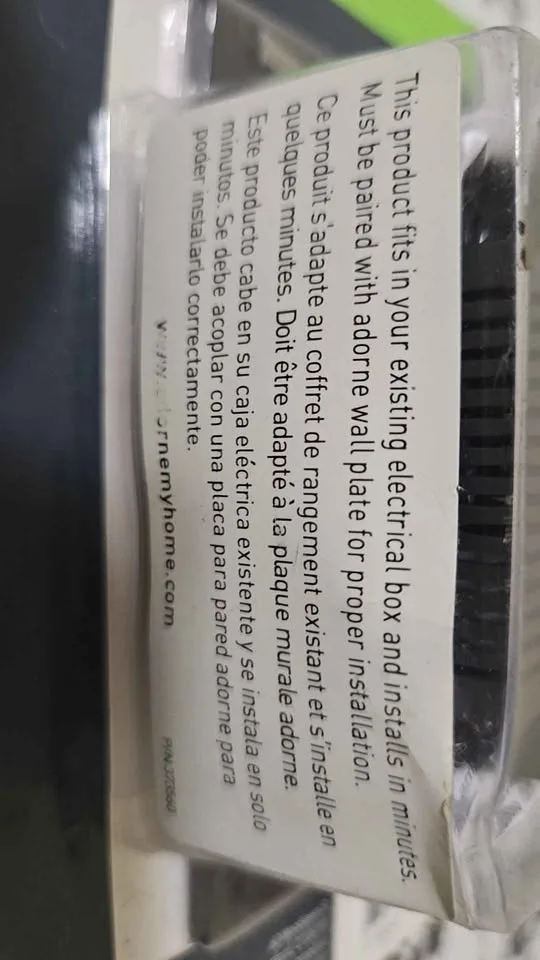 This product fits in your existing electrical box and installs in minutes.
Must be paired with adorne wall plate for proper installation.
Ce produit s'adapte au coffret de rangement existant et s'installe en
quelques minutes. Doit être adapté à la plaque murale adorne.
Este producto cabe en su caja eléctrica existente y se instala en solo
minutos. Se debe acoplar con una placa para pared adorne para
poder instalarlo correctamente.
www.adornemyhome.com